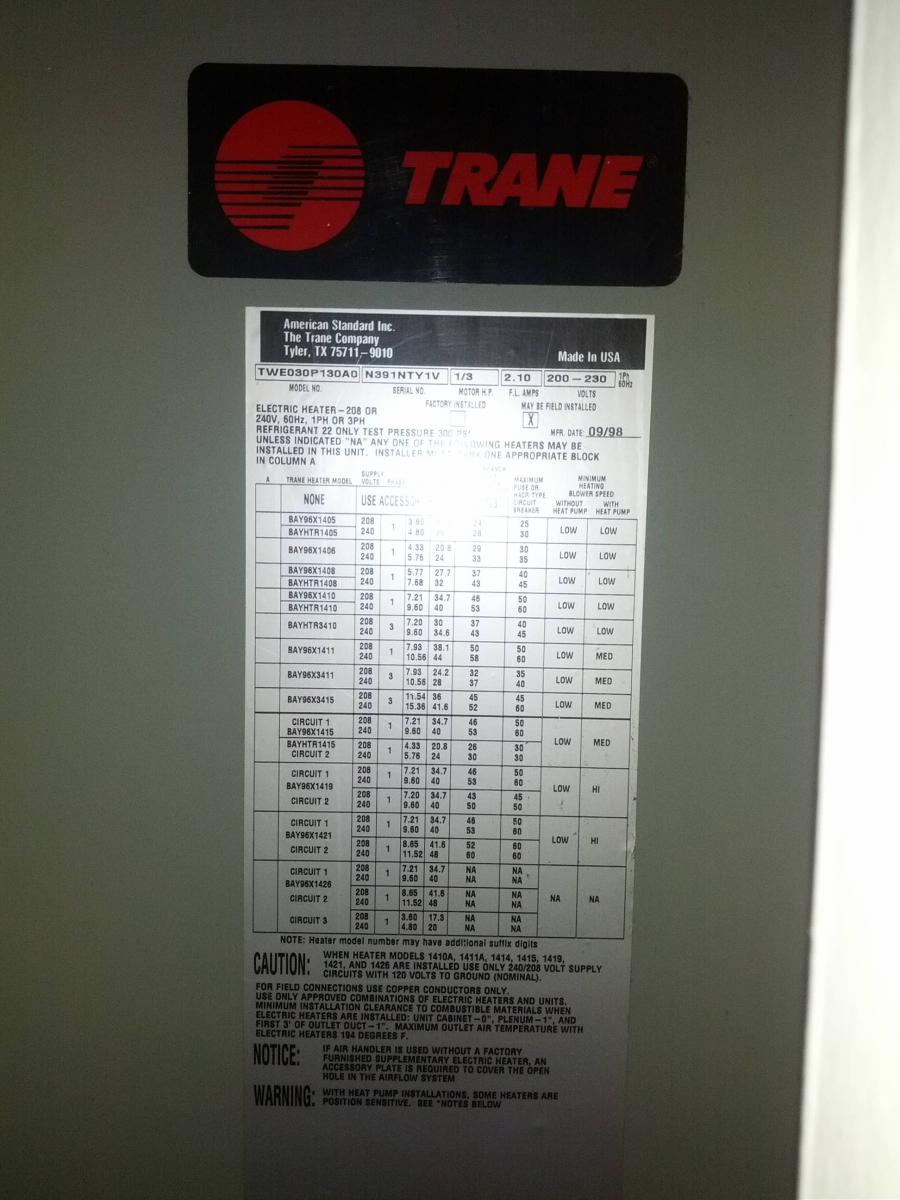 TRANE
American Standard Inc.
The Trane Company
Tyler, TX 75711-9010
Made In USA
TWE030P130A0 N391NTY1V 1/3 2.10 200-230 1Ph 60Hz
MODEL NO. SERIAL NO. MOTOR H.P. F.L. AMPS VOLTS
FACTORY INSTALLED MAY BE FIELD INSTALLED
X
ELECTRIC HEATER-208 OR
240V, 60Hz, 1PH OR 3PH
MFR. DATE: 09/98
REFRIGERANT 22 ONLY TEST PRESSURE 300
UNLESS INDICATED "NA" ANY ONE OF THE FOLLOWING HEATERS MAY BE
INSTALLED IN THIS UNIT. INSTALLER ONE APPROPRIATE BLOCK
IN COLUMN A
A TRANE HEATER MODEL SUPPLY VOLTS MAXIMUM FUSE OR HACR TYPE CIRCUIT BREAKER MINIMUM HEATING BLOWER SPEED
WITHOUT HEAT PUMP WITH HEAT PUMP
NONE USE
BAY96X1405 208 1 24 25 LOW LOW
BAYHTR1405 240 4.80 28 30
BAY96X1406 208 1 4.33 20.8 29 30 LOW LOW
240 5.76 24 33 35
BAY96X1408 208 1 5.77 27.7 37 40 LOW LOW
BAYHTR1408 240 7.68 32 43 45
BAY96X1410 208 1 7.21 34.7 46 50 LOW LOW
BAYHTR1410 240 9.60 40 53 60
BAYHTR3410 208 3 7.20 30 37 40 LOW LOW
240 9.60 34.6 43 45
BAY96X1411 208 1 7.93 38.1 50 50 LOW MED
240 10.56 44 58 60
BAY96X3411 208 3 7.93 24.2 32 35 LOW MED
240 10.56 28 37 40
BAY96X3415 208 3 11.54 36 45 45 LOW MED
240 15.36 41.6 52 60
CIRCUIT 1 208 1 7.21 34.7 46 50 LOW MED
BAY96X1415 240 9.60 40 53 60
BAYHTR1415 208 1 4.33 20.8 26 30
CIRCUIT 2 240 5.76 24 30 30
CIRCUIT 1 208 1 7.21 34.7 46 50 LOW HI
BAY96X1419 240 9.60 40 53 60
CIRCUIT 2 208 1 7.20 34.7 43 45
240 9.60 40 50 50
CIRCUIT 1 208 1 7.21 34.7 46 50 LOW HI
BAY96X1421 240 9.60 40 53 60
CIRCUIT 2 208 1 8.65 41.6 52 60
240 11.52 48 60 60
CIRCUIT 1 208 1 7.21 34.7 NA NA NA NA
BAY96X1426 240 9.60 40 NA NA
CIRCUIT 2 208 1 8.65 41.6 NA NA
240 11.52 48 NA NA
CIRCUIT 3 208 1 3.60 17.3 NA NA
240 4.80 20 NA NA
NOTE: Heater model number may have additional suffix digits
CAUTION: WHEN HEATER MODELS 1410A, 1411A, 1414, 1415, 1419,
1421, AND 1426 ARE INSTALLED USE ONLY 240/208 VOLT SUPPLY
CIRCUITS WITH 120 VOLTS TO GROUND (NOMINAL).
FOR FIELD CONNECTIONS USE COPPER CONDUCTORS ONLY.
USE ONLY APPROVED COMBINATIONS OF ELECTRIC HEATERS AND UNITS.
MINIMUM INSTALLATION CLEARANCE TO COMBUSTIBLE MATERIALS WHEN
ELECTRIC HEATERS ARE INSTALLED: UNIT CABINET-0", PLENUM-1", AND
FIRST 3' OF OUTLET DUCT-1". MAXIMUM OUTLET AIR TEMPERATURE WITH
ELECTRIC HEATERS 194 DEGREES F.
NOTICE: IF AIR HANDLER IS USED WITHOUT A FACTORY
FURNISHED SUPPLEMENTARY ELECTRIC HEATER, AN
ACCESSORY PLATE IS REQUIRED TO COVER THE OPEN
HOLE IN THE AIRFLOW SYSTEM
WARNING: WITH HEAT PUMP INSTALLATIONS, SOME HEATERS ARE
POSITION SENSITIVE. SEE *NOTES BELOW